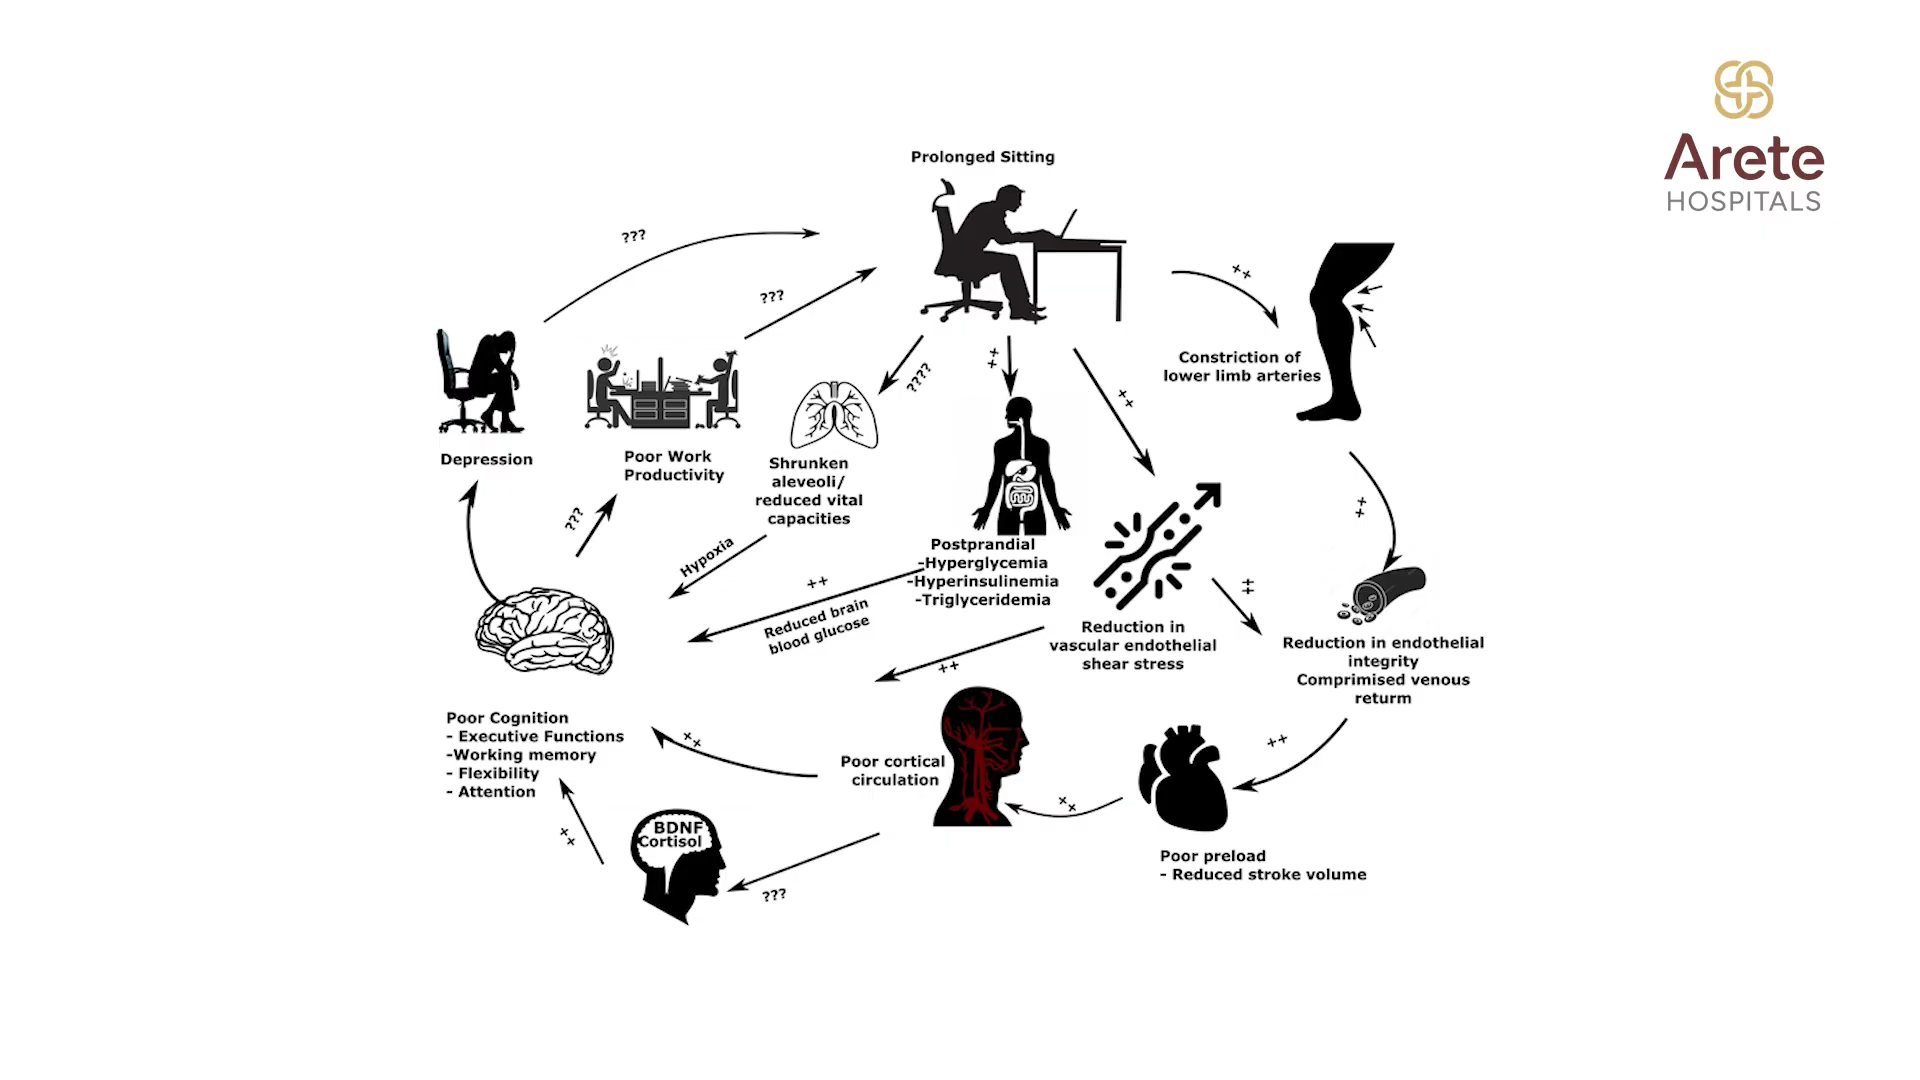 Arete
HOSPITALS
Prolonged Sitting
???
???
++
????
++
++
Constriction of
lower limb arteries
Depression
Poor Work
Productivity
Shrunken
aleveoli/
reduced vital
capacities
++
???
Hypoxia
Postprandial
-Hyperglycemia
-Hyperinsulinemia
-Triglyceridemia
++
Reduced brain
blood glucose
++
Reduction in
vascular endothelial
shear stress
++
Reduction in endothelial
integrity
Comprimised venous
returm
Poor Cognition
- Executive Functions
-Working memory
- Flexibility
- Attention
++
Poor cortical
circulation
++
++
++
BDNF
Cortisol
???
Poor preload
- Reduced stroke volume